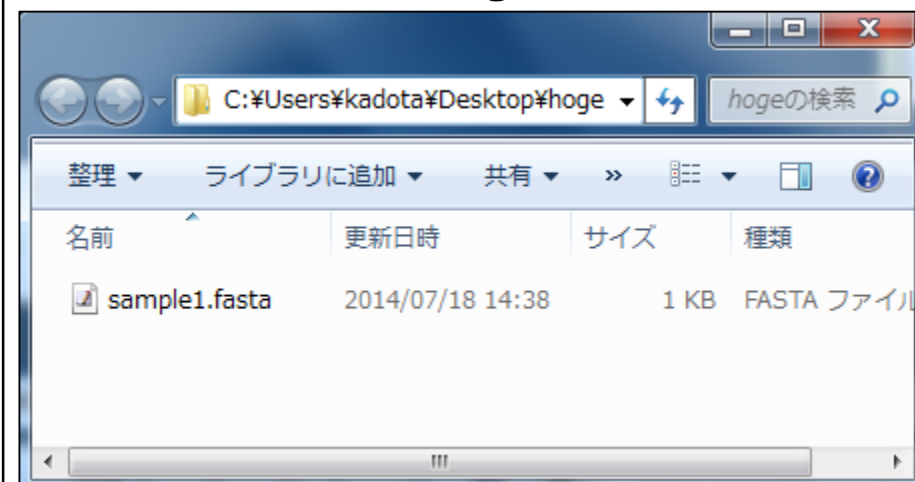 C:¥Users¥kadota¥Desktop¥hoge
hogeの検索
整理 ライブラリに追加 共有 »
名前 更新日時 サイズ 種類
sample1.fasta 2014/07/18 14:38 1 KB FASTA ファイル